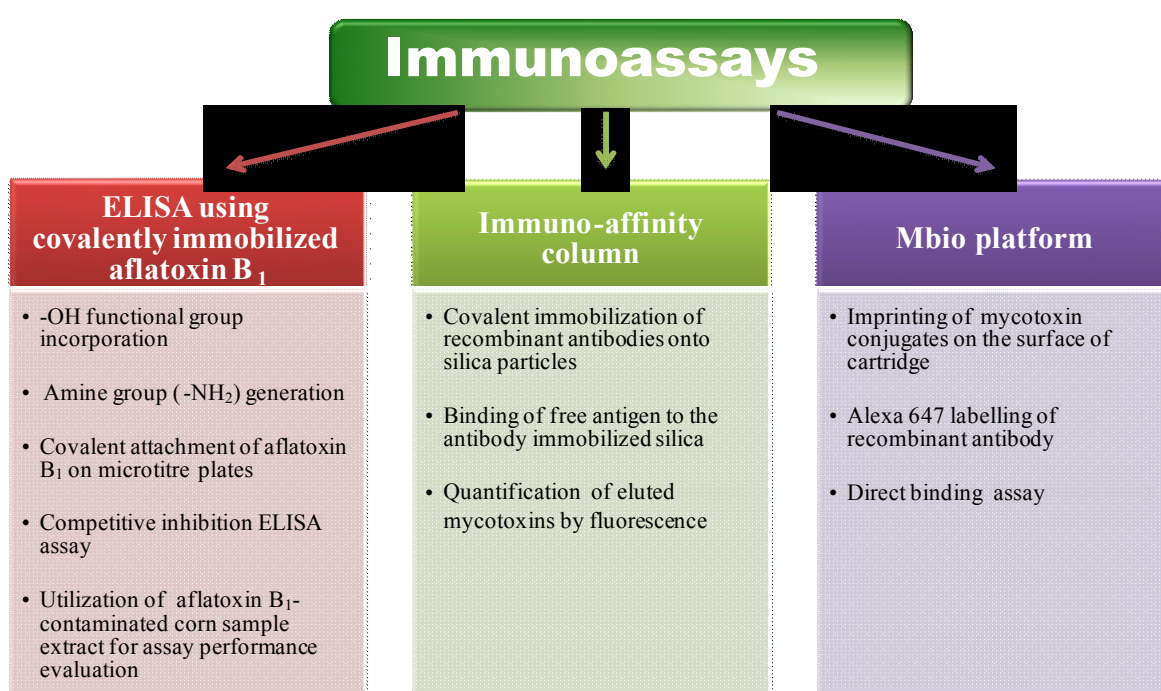 Immunoassays
ELISA using
covalently immobilized
aflatoxin B₁
• -OH functional group
incorporation
• Amine group (-NH₂) generation
• Covalent attachment of aflatoxin
B₁ on microtitre plates
• Competitive inhibition ELISA
assay
• Utilization of aflatoxin B₁-
contaminated corn sample
extract for assay performance
evaluation
Immuno-affinity
column
• Covalent immobilization of
recombinant antibodies onto
silica particles
• Binding of free antigen to the
antibody immobilized silica
• Quantification of eluted
mycotoxins by fluorescence
Mbio platform
• Imprinting of mycotoxin
conjugates on the surface of
cartridge
• Alexa 647 labelling of
recombinant antibody
• Direct binding assay